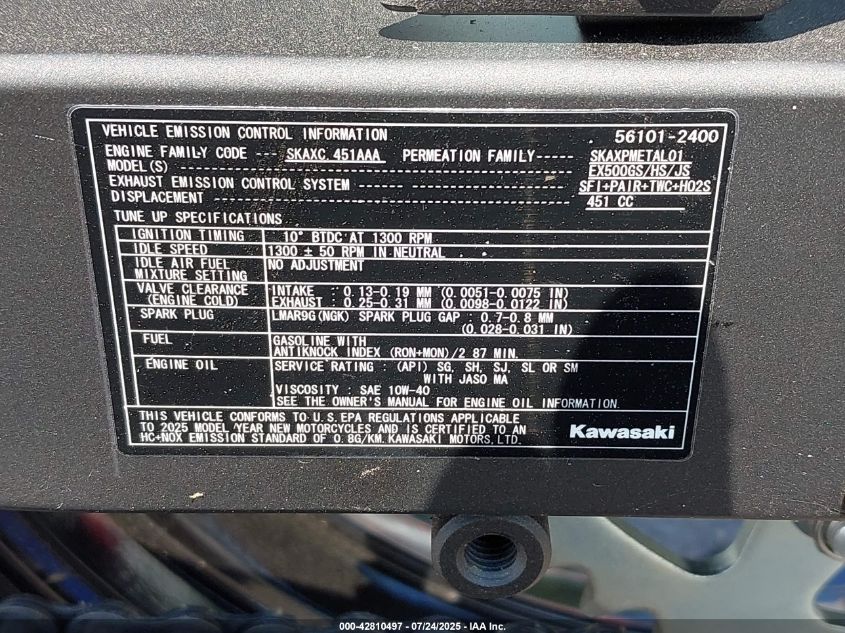 VEHICLE EMISSION CONTROL INFORMATION 56101-2400
ENGINE FAMILY CODE --- SKAXC. 451AAA PERMEATION FAMILY----- SKAXPMETAL01
MODEL(S) ------ EX500GS/HS/JS
EXHAUST EMISSION CONTROL SYSTEM ------ SFI+PAIR+TWC+HO2S
DISPLACEMENT ------ 451 CC
TUNE UP SPECIFICATIONS
IGNITION TIMING 10° BTDC AT 1300 RPM
IDLE SPEED 1300 ± 50 RPM IN NEUTRAL
IDLE AIR FUEL NO ADJUSTMENT
MIXTURE SETTING
VALVE CLEARANCE INTAKE : 0.13-0.19 MM (0.0051-0.0075 IN)
(ENGINE COLD) EXHAUST : 0.25-0.31 MM (0.0098-0.0122 IN)
SPARK PLUG LMAR9G(NGK) SPARK PLUG GAP : 0.7-0.8 MM
(0.028-0.031 IN)
FUEL GASOLINE WITH
ANTIKNOCK INDEX (RON+MON)/2 87 MIN.
ENGINE OIL SERVICE RATING : (API) SG, SH, SJ, SL OR SM
WITH JASO MA
VISCOSITY : SAE 10W-40
SEE THE OWNER'S MANUAL FOR ENGINE OIL INFORMATION.
THIS VEHICLE CONFORMS TO U.S. EPA REGULATIONS APPLICABLE
TO 2025 MODEL YEAR NEW MOTORCYCLES AND IS CERTIFIED TO AN
HC+NOX EMISSION STANDARD OF 0.8G/KM. KAWASAKI MOTORS, LTD.
Kawasaki
000-42810497 - 07/24/2025 - IAA Inc.